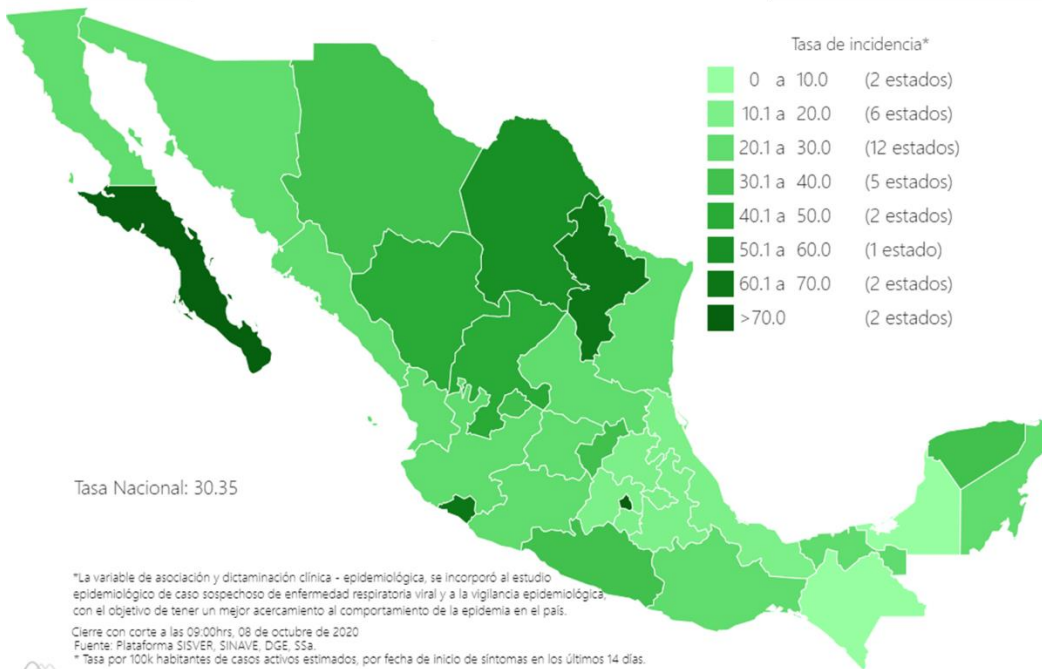 Tasa de incidencia*
0 a 10.0 (2 estados)
10.1 a 20.0 (6 estados)
20.1 a 30.0 (12 estados)
30.1 a 40.0 (5 estados)
40.1 a 50.0 (2 estados)
50.1 a 60.0 (1 estado)
60.1 a 70.0 (2 estados)
>70.0 (2 estados)
Tasa Nacional: 30.35
*La variable de asociación y dictaminación clínica - epidemiológica, se incorporó al estudio
epidemiológico de caso sospechoso de enfermedad respiratoria viral y a la vigilancia epidemiológica,
con el objetivo de tener un mejor acercamiento al comportamiento de la epidemia en el país.
Cierre con corte a las 09:00hrs, 08 de octubre de 2020
Fuente: Plataforma SISVER, SINAVE, DGE, SSa.
* Tasa por 100k habitantes de casos activos estimados, por fecha de inicio de síntomas en los últimos 14 días.